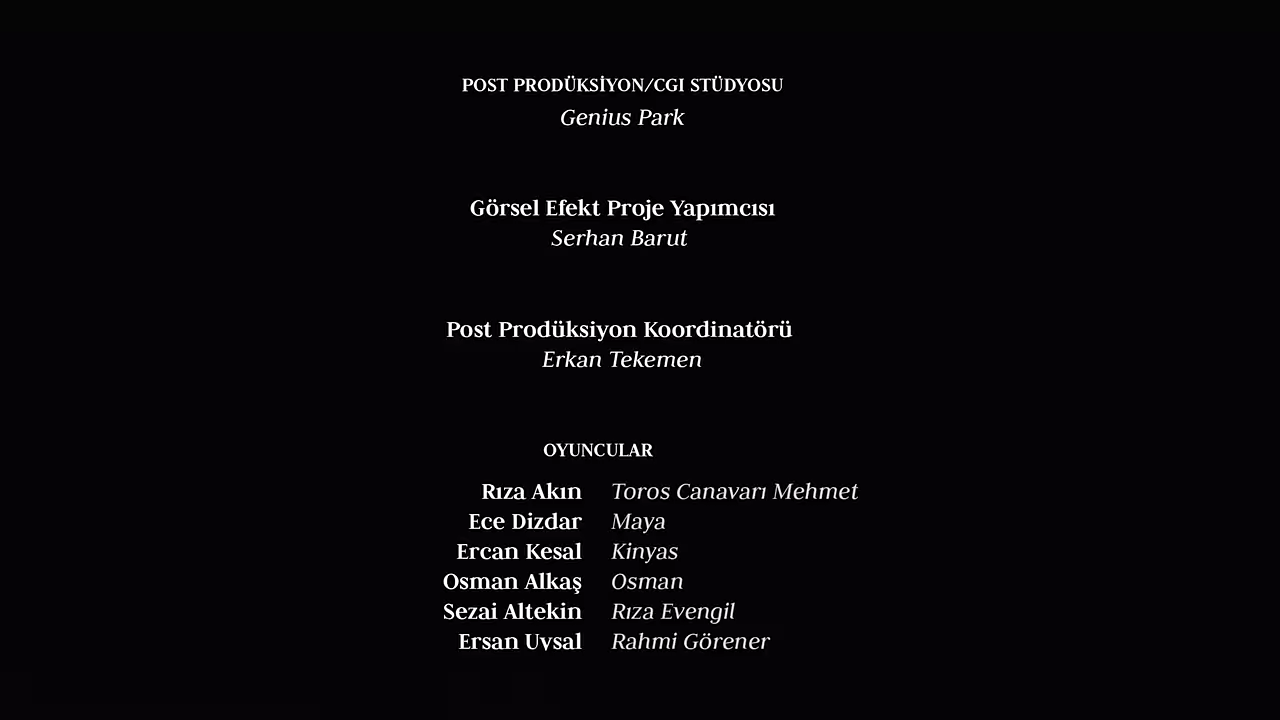 POST PRODÜKSİYON/CGI STÜDYOSU
Genius Park
Görsel Efekt Proje Yapımcısı
Serhan Barut
Post Prodüksiyon Koordinatörü
Erkan Tekemen
OYUNCULAR
Rıza Akın Toros Canavarı Mehmet
Ece Dizdar Maya
Ercan Kesal Kinyas
Osman Alkaş Osman
Sezai Altekin Rıza Evengil
Ersan Uysal Rahmi Görener